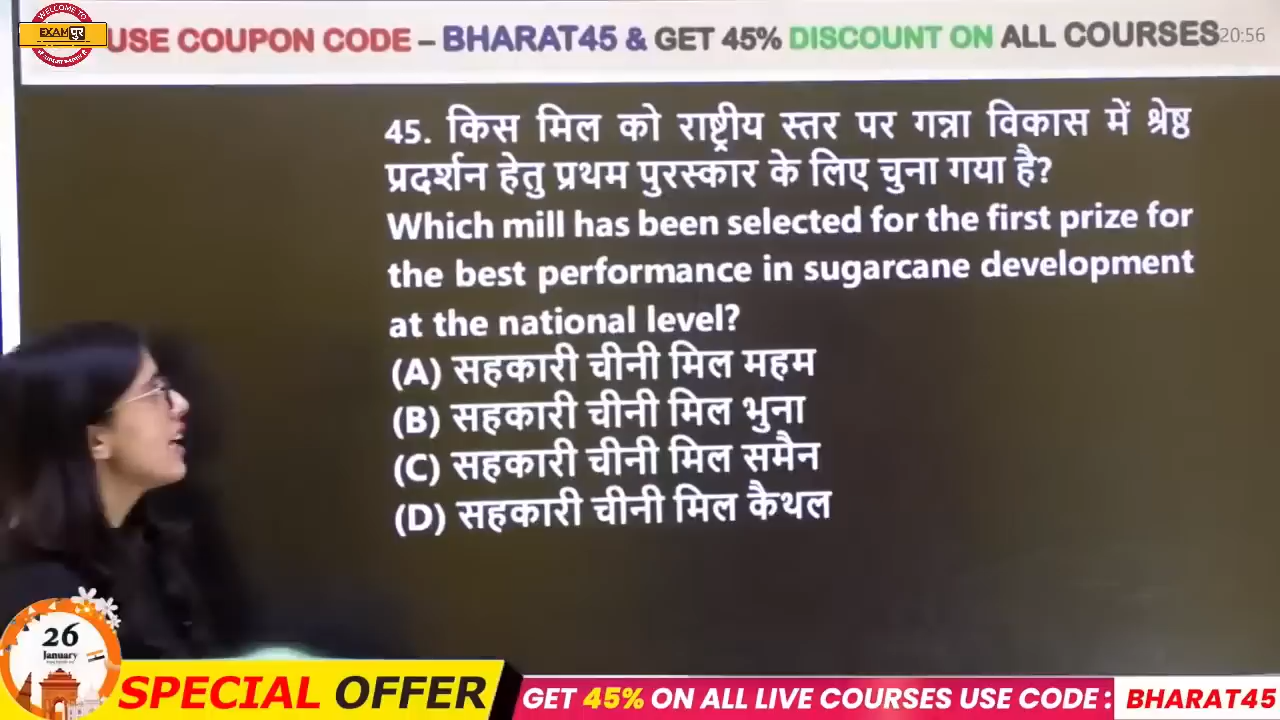 WELCOME TO
EXAM पुर
USE COUPON CODE – BHARAT45 & GET 45% DISCOUNT ON ALL COURSES
20:56
45. किस मिल को राष्ट्रीय स्तर पर गन्ना विकास में श्रेष्ठ
प्रदर्शन हेतु प्रथम पुरस्कार के लिए चुना गया है?
Which mill has been selected for the first prize for
the best performance in sugarcane development
at the national level?
(A) सहकारी चीनी मिल महम
(B) सहकारी चीनी मिल भुना
(C) सहकारी चीनी मिल समैन
(D) सहकारी चीनी मिल कैथल
26
January
SPECIAL OFFER
GET 45% ON ALL LIVE COURSES USE CODE : BHARAT45